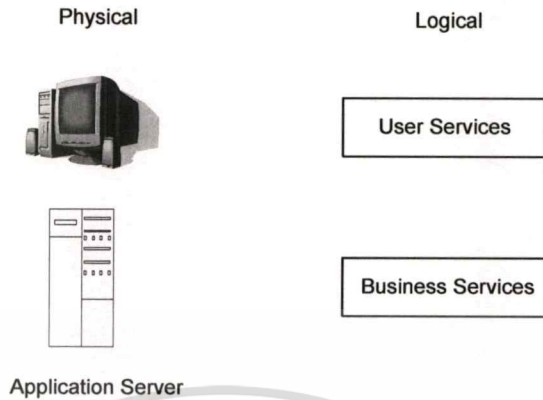 Physical
Logical
User Services
Business Services
Application Server